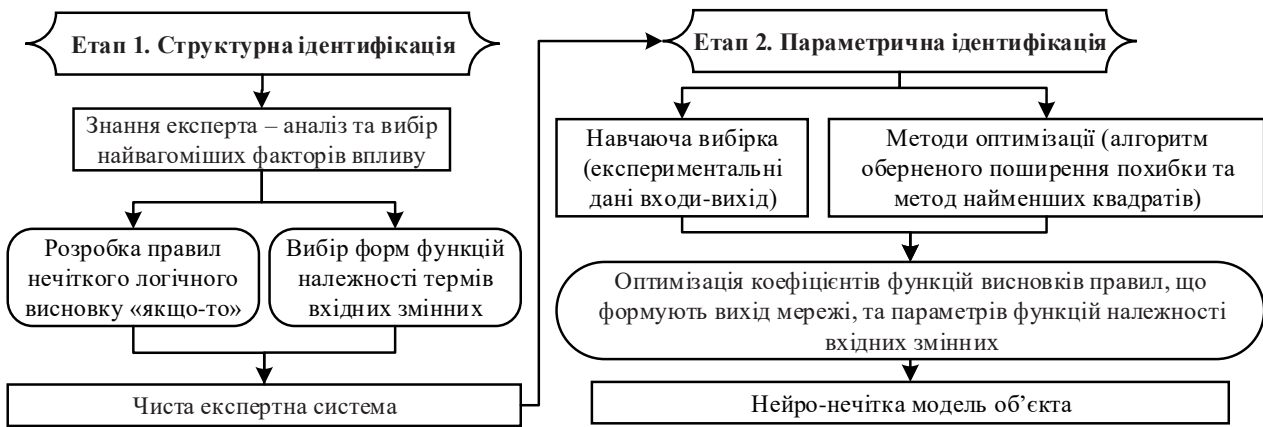 Етап 1. Структурна ідентифікація
Знання експерта – аналіз та вибір
найвагоміших факторів впливу
Розробка правил
нечіткого логічного
висновку «якщо-то»
Вибір форм функцій
належності термів
вхідних змінних
Чиста експертна система
Етап 2. Параметрична ідентифікація
Навчаюча вибірка
(експериментальні
дані входи-вихід)
Методи оптимізації (алгоритм
оберненого поширення похибки та
метод найменших квадратів)
Оптимізація коефіцієнтів функцій висновків правил, що
формують вихід мережі, та параметрів функцій належності
вхідних змінних
Нейро-нечітка модель об’єкта